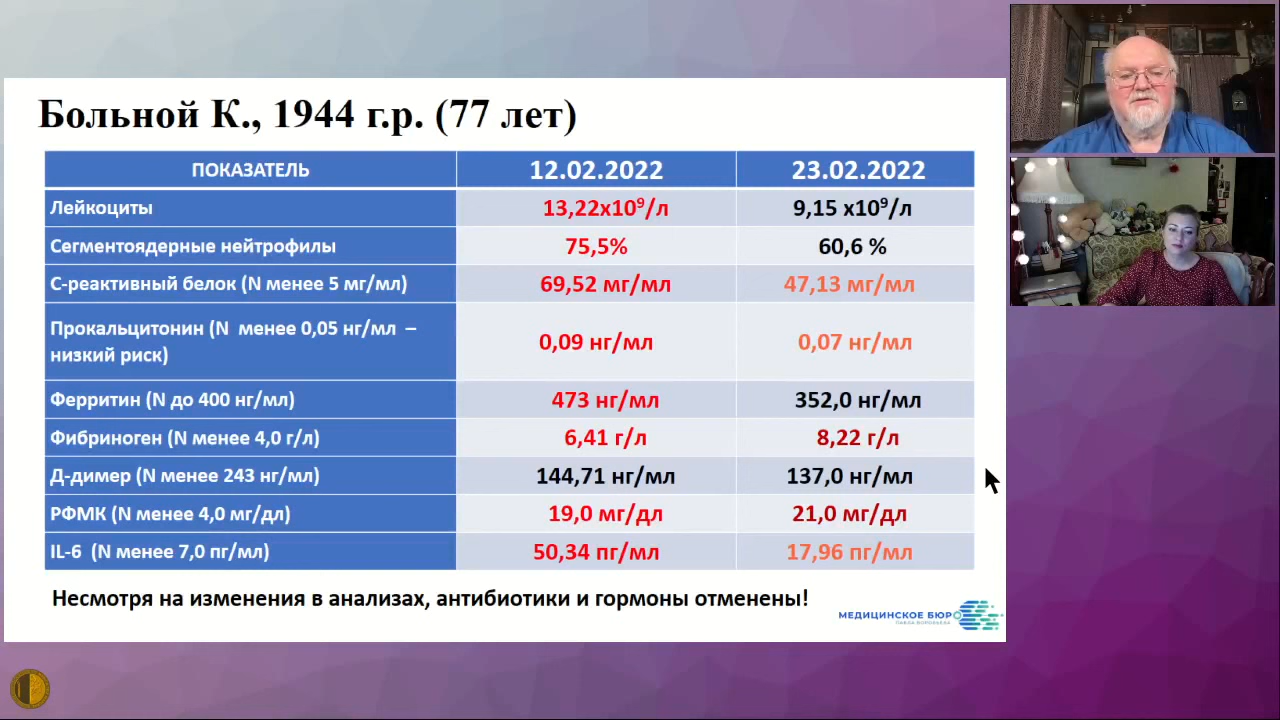 Больной К., 1944 г.р. (77 лет)
ПОКАЗАТЕЛЬ 12.02.2022 23.02.2022
Лейкоциты 13,22х10⁹/л 9,15 х10⁹/л
Сегментоядерные нейтрофилы 75,5% 60,6 %
С-реактивный белок (N менее 5 мг/мл) 69,52 мг/мл 47,13 мг/мл
Прокальцитонин (N менее 0,05 нг/мл –
низкий риск) 0,09 нг/мл 0,07 нг/мл
Ферритин (N до 400 нг/мл) 473 нг/мл 352,0 нг/мл
Фибриноген (N менее 4,0 г/л) 6,41 г/л 8,22 г/л
Д-димер (N менее 243 нг/мл) 144,71 нг/мл 137,0 нг/мл
РФМК (N менее 4,0 мг/дл) 19,0 мг/дл 21,0 мг/дл
IL-6 (N менее 7,0 пг/мл) 50,34 пг/мл 17,96 пг/мл
Несмотря на изменения в анализах, антибиотики и гормоны отменены!
МЕДИЦИНСКОЕ БЮРО
ПАВЛА ВОРОБЬЕВА